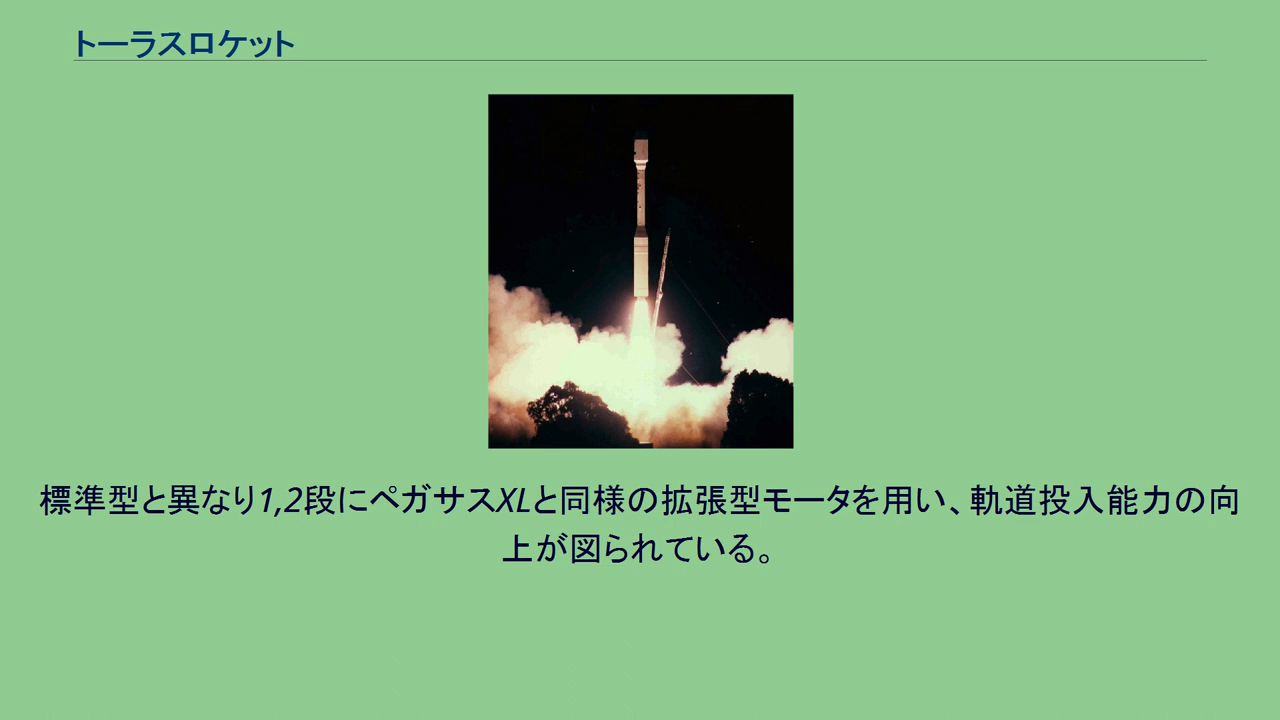 トーラスロケット
標準型と異なり1,2段にペガサスXLと同様の拡張型モータを用い、軌道投入能力の向
上が図られている。